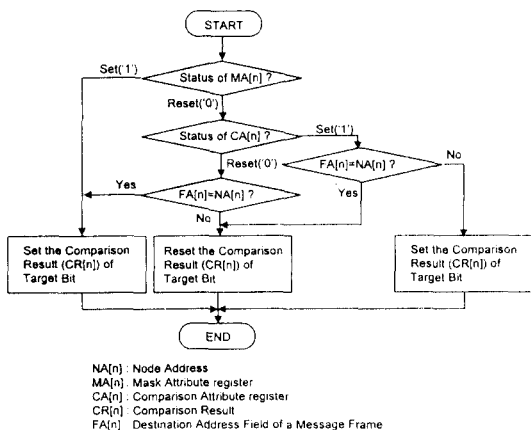 START
Set('1')
Status of MA[n] ?
Reset('0')
Status of CA[n] ?
Set('1')
Reset('0')
FA[n]=NA[n] ?
No
Yes
FA[n]=NA[n] ?
Yes
No
Set the Comparison
Result (CR[n]) of
Target Bit
Reset the Comparison
Result (CR[n]) of
Target Bit
Set the Comparison
Result (CR[n]) of
Target Bit
END
NA[n] : Node Address
MA[n] : Mask Attribute register
CA[n] : Comparison Attribute register
CR[n] : Comparison Result
FA[n]   Destination Address Field of a Message Frame